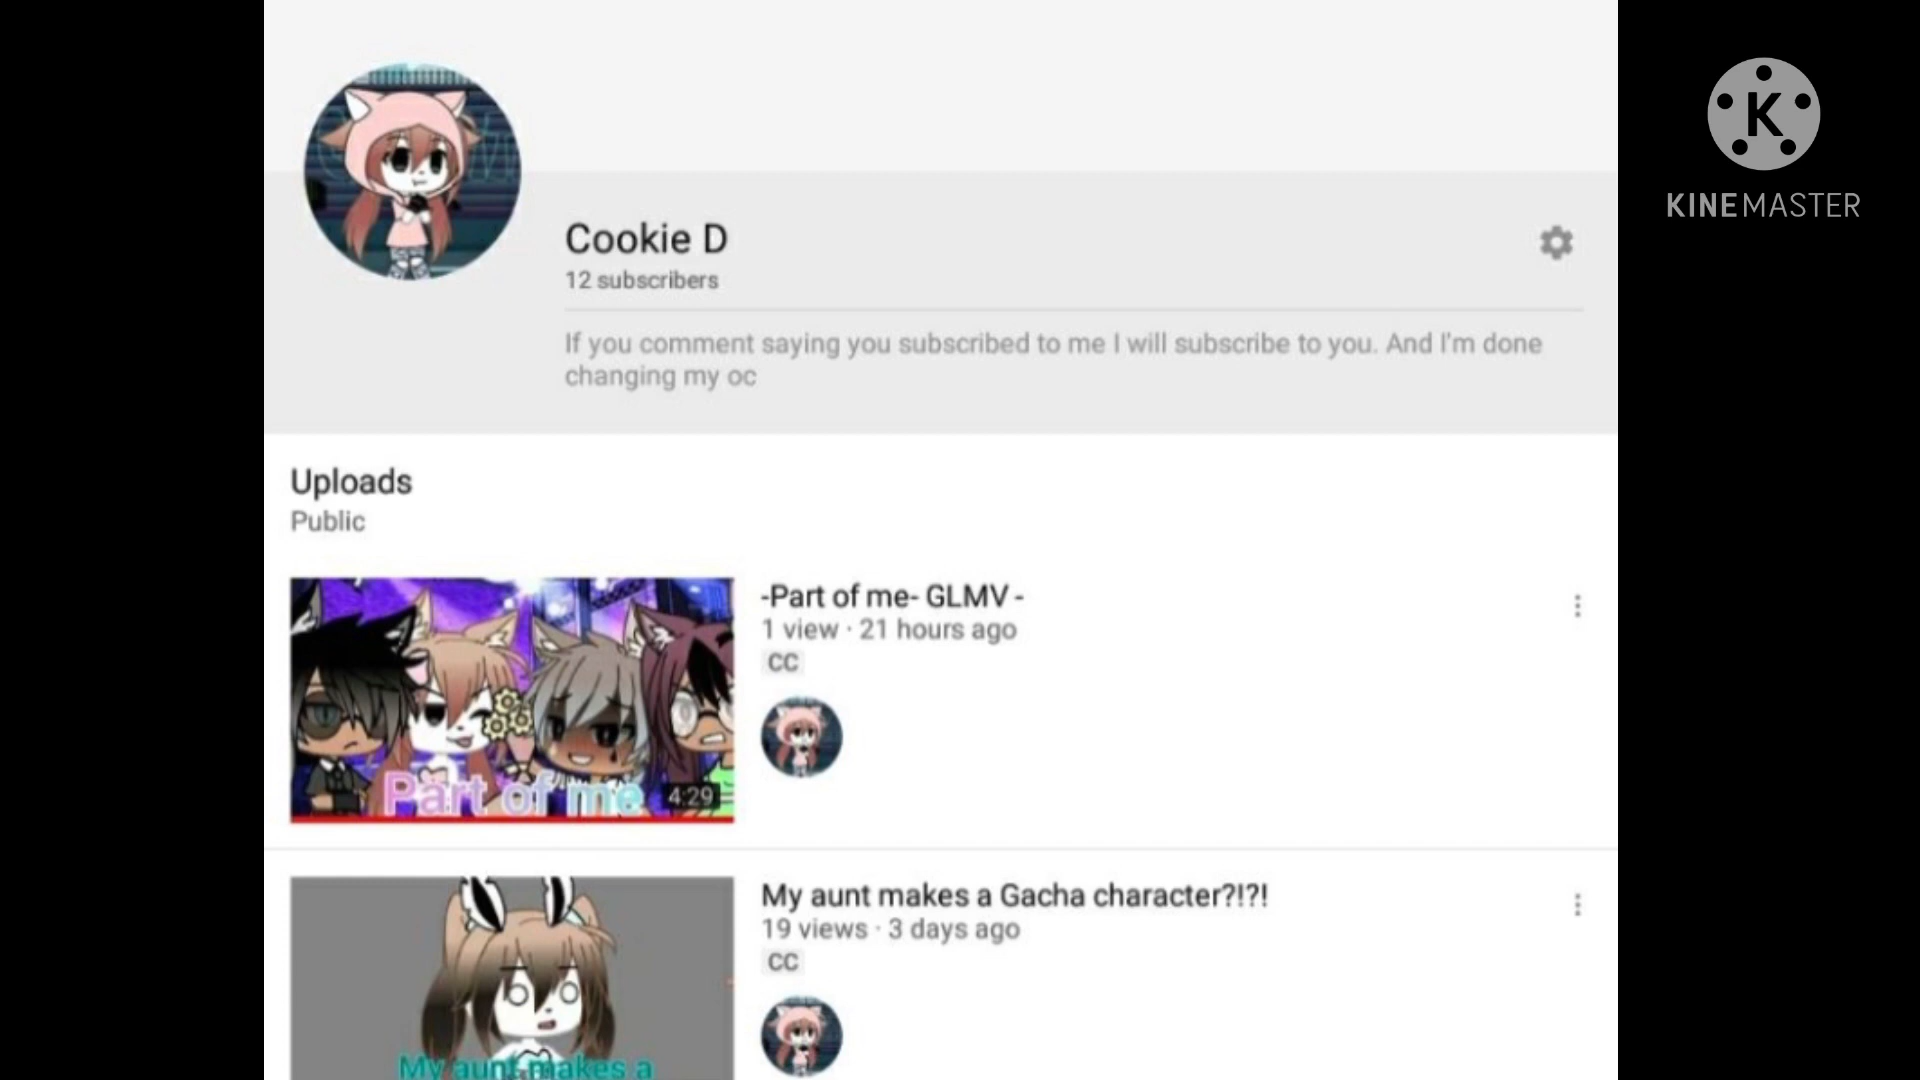 K
KINEMASTER
Cookie D
12 subscribers
If you comment saying you subscribed to me I will subscribe to you. And I'm done
changing my oc
Uploads
Public
Part of me
4:29
-Part of me- GLMV -
1 view · 21 hours ago
CC
My aunt makes a
My aunt makes a Gacha character?!?!
19 views · 3 days ago
CC